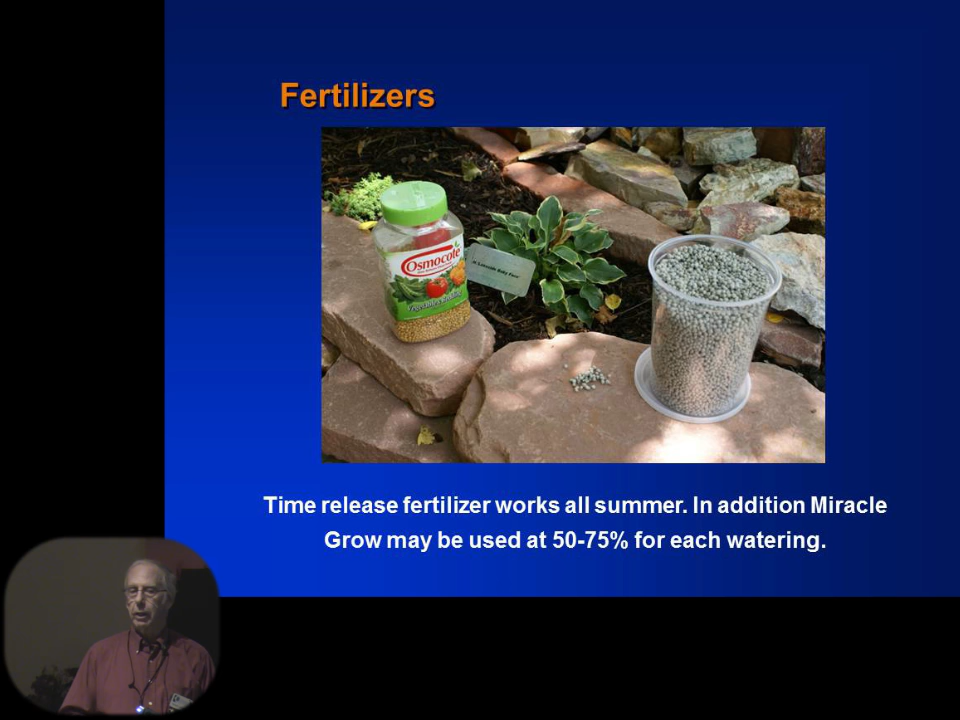 Fertilizers
Osmocote
Time release fertilizer works all summer. In addition Miracle
Grow may be used at 50-75% for each watering.